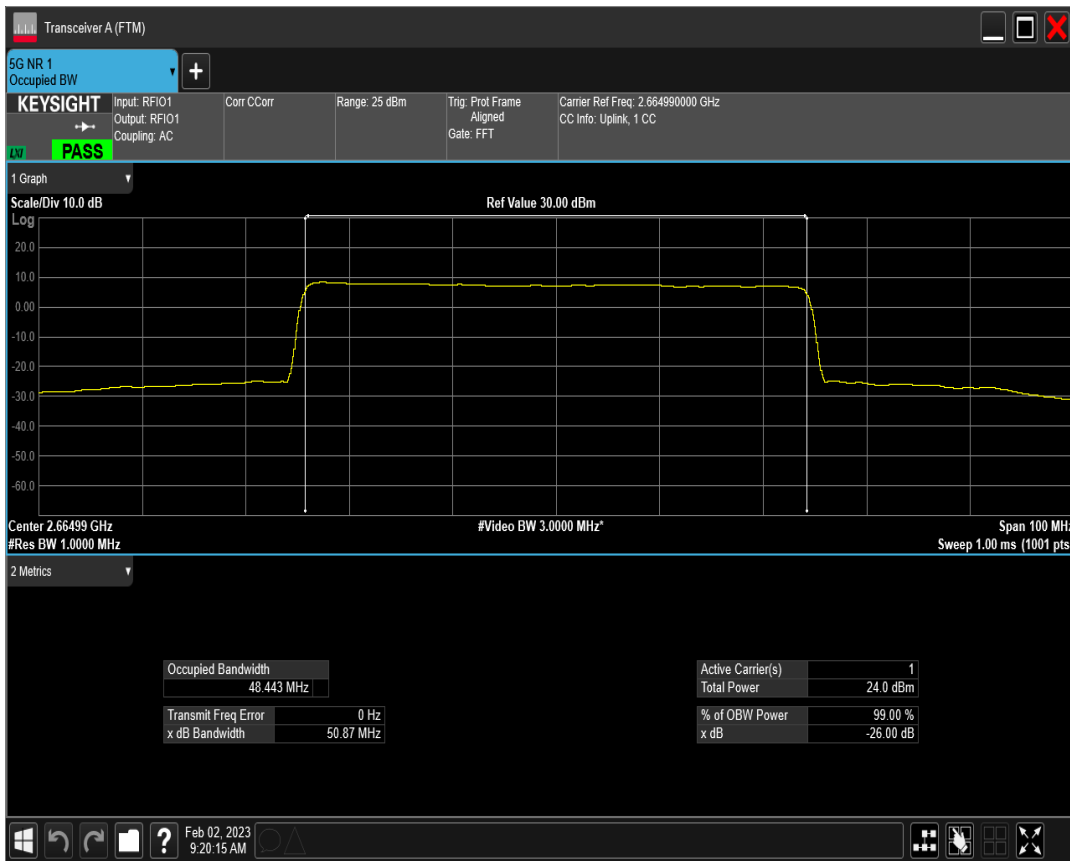 Transceiver A (FTM)
5G NR 1
Occupied BW
+
KEYSIGHT
LXI
PASS
Input: RFIO1
Output: RFIO1
Coupling: AC
Corr CCorr
Range: 25 dBm
Trig: Prot Frame
Aligned
Gate: FFT
Carrier Ref Freq: 2.664990000 GHz
CC Info: Uplink, 1 CC
1 Graph
Scale/Div 10.0 dB
Ref Value 30.00 dBm
Log
20.0
10.0
0.00
-10.0
-20.0
-30.0
-40.0
-50.0
-60.0
Center 2.66499 GHz
#Video BW 3.0000 MHz*
Span 100 MHz
#Res BW 1.0000 MHz
Sweep 1.00 ms (1001 pts
2 Metrics
Occupied Bandwidth
48.443 MHz
Transmit Freq Error 0 Hz
x dB Bandwidth 50.87 MHz
Active Carrier(s) 1
Total Power 24.0 dBm
% of OBW Power 99.00 %
x dB -26.00 dB
?
Feb 02, 2023
9:20:15 AM